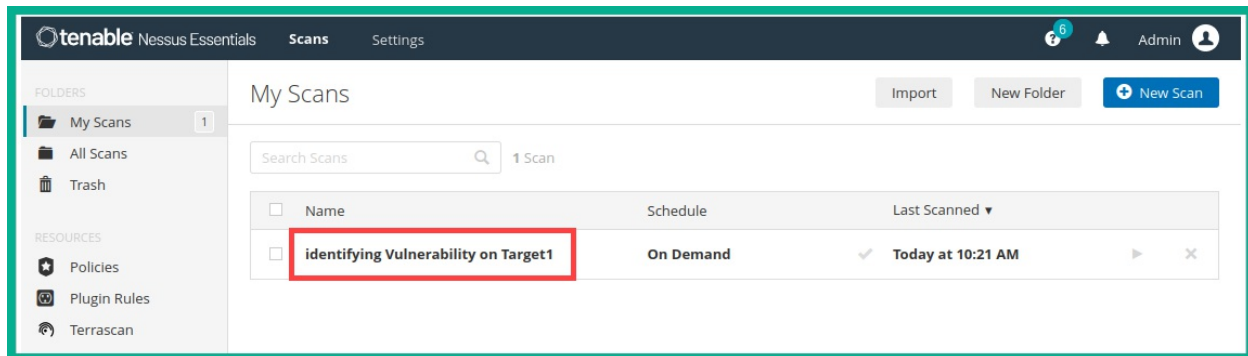 tenable Nessus Essentials Scans Settings 6 Admin
FOLDERS
My Scans 1
All Scans
Trash
RESOURCES
Policies
Plugin Rules
Terrascan
My Scans Import New Folder New Scan
Search Scans 1 Scan
Name Schedule Last Scanned ▼
identifying Vulnerability on Target1 On Demand Today at 10:21 AM